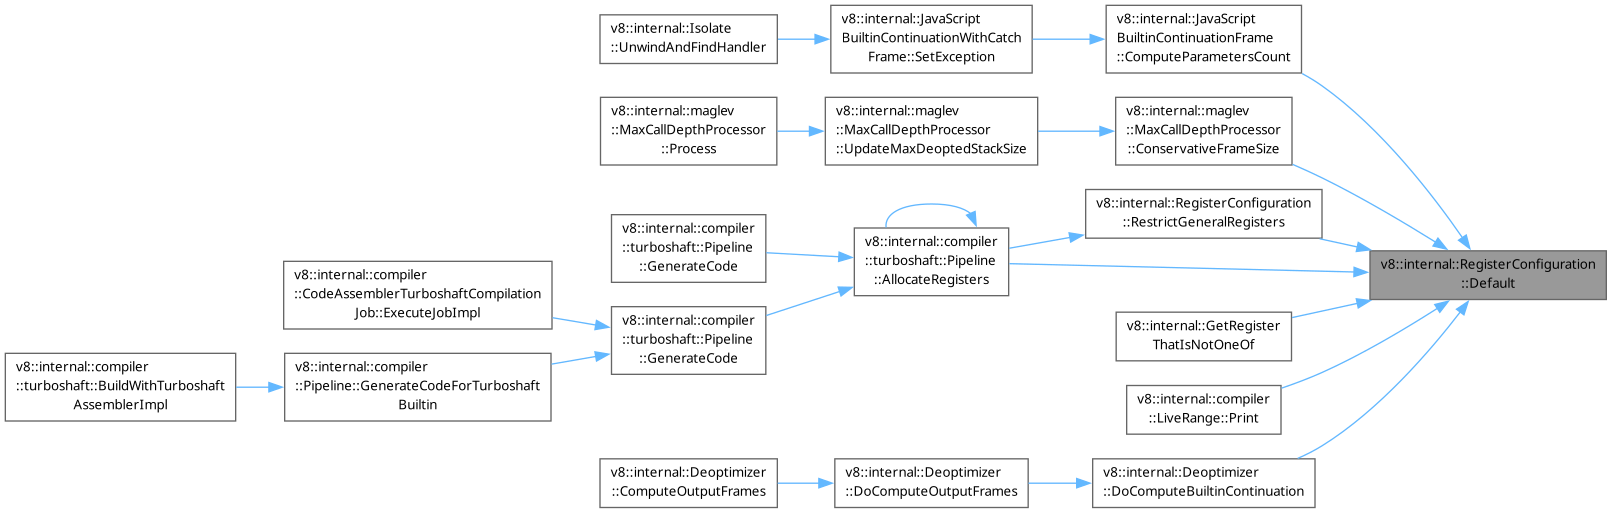 v8::internal::Isolate
::UnwindAndFindHandler
v8::internal::JavaScript
BuiltinContinuationWithCatch
Frame::SetException
v8::internal::JavaScript
BuiltinContinuationFrame
::ComputeParametersCount
v8::internal::maglev
::MaxCallDepthProcessor
::Process
v8::internal::maglev
::MaxCallDepthProcessor
::UpdateMaxDeoptedStackSize
v8::internal::maglev
::MaxCallDepthProcessor
::ConservativeFrameSize
v8::internal::compiler
::turboshaft::Pipeline
::GenerateCode
v8::internal::compiler
::turboshaft::Pipeline
::AllocateRegisters
v8::internal::RegisterConfiguration
::RestrictGeneralRegisters
v8::internal::RegisterConfiguration
::Default
v8::internal::compiler
::CodeAssemblerTurboshaftCompilation
Job::ExecuteJobImpl
v8::internal::compiler
::turboshaft::Pipeline
::GenerateCode
v8::internal::GetRegister
ThatIsNotOneOf
v8::internal::compiler
::turboshaft::BuildWithTurboshaft
AssemblerImpl
v8::internal::compiler
::Pipeline::GenerateCodeForTurboshaft
Builtin
v8::internal::compiler
::LiveRange::Print
v8::internal::Deoptimizer
::ComputeOutputFrames
v8::internal::Deoptimizer
::DoComputeOutputFrames
v8::internal::Deoptimizer
::DoComputeBuiltinContinuation